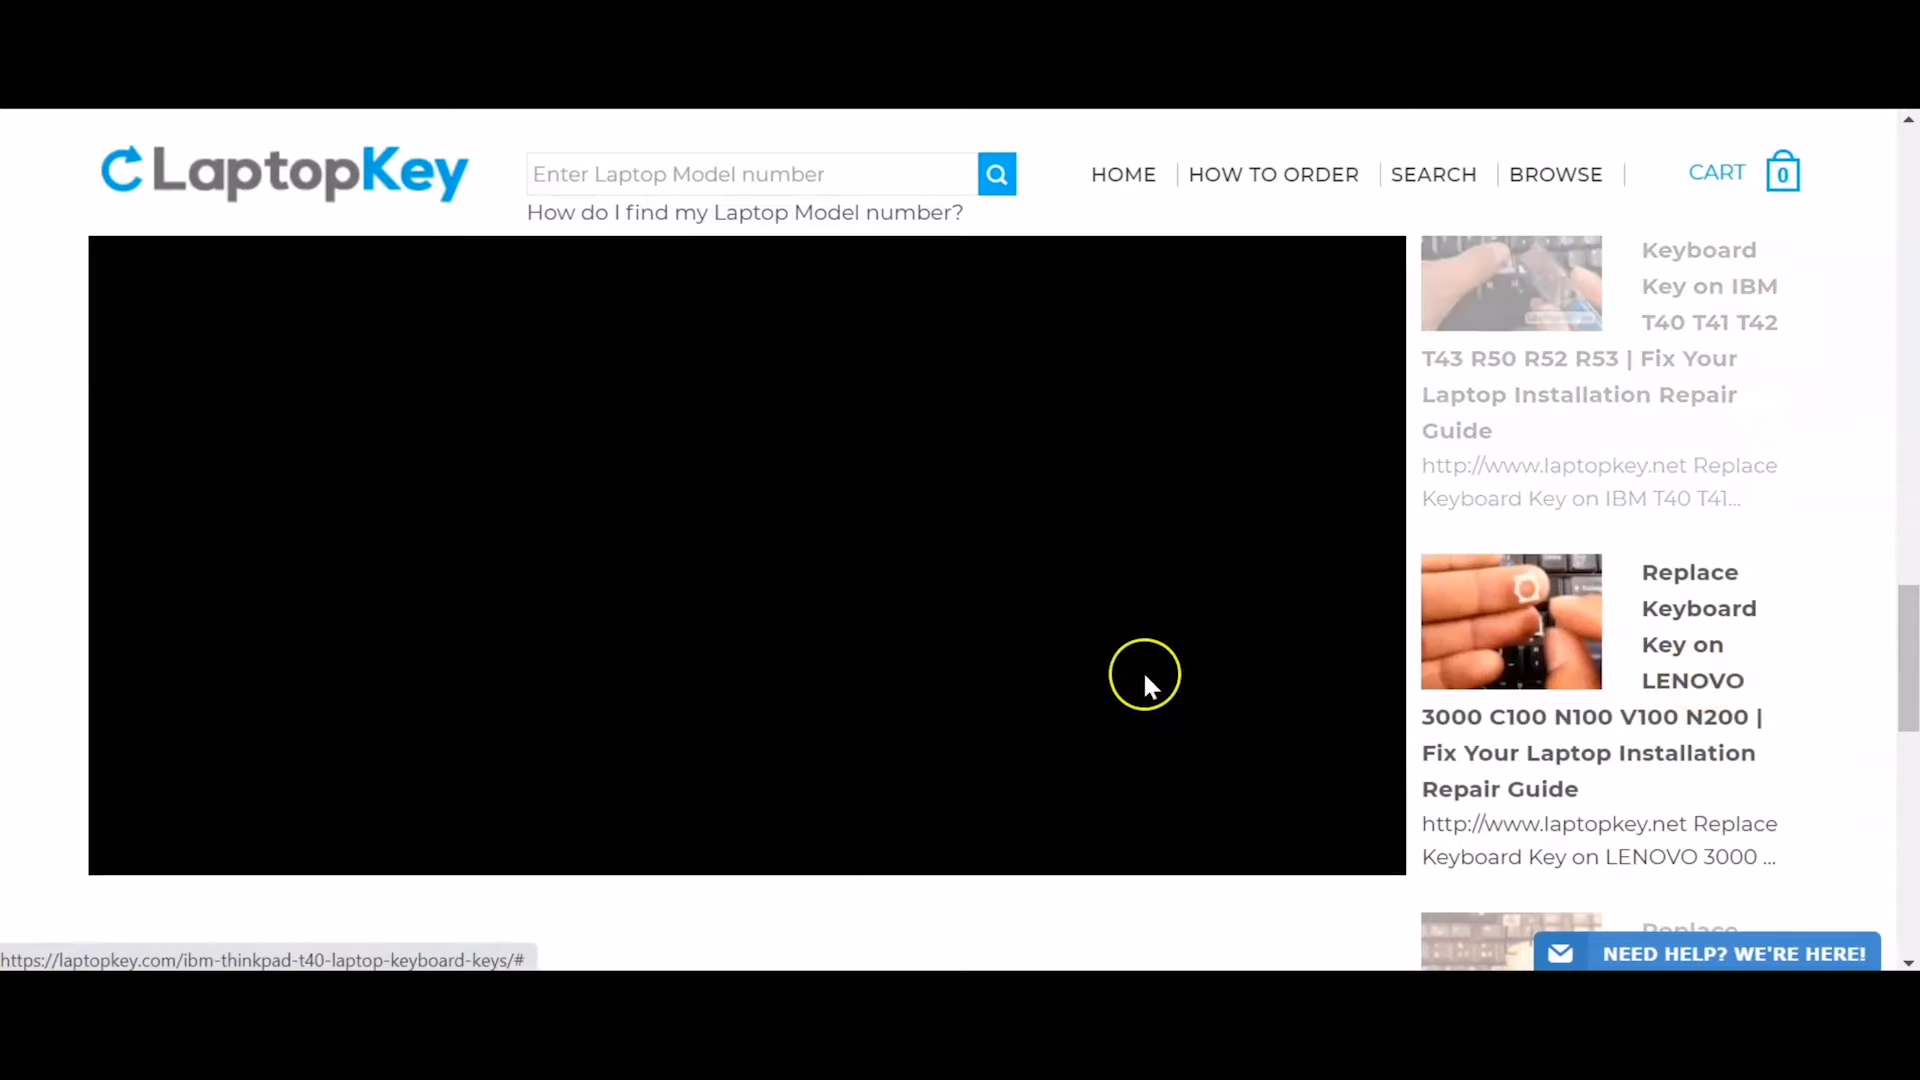 LaptopKey
Enter Laptop Model number
HOME
HOW TO ORDER
SEARCH
BROWSE
CART
0
How do I find my Laptop Model number?
Keyboard
Key on IBM
T40 T41 T42
T43 R50 R52 R53 | Fix Your
Laptop Installation Repair
Guide
http://www.laptopkey.net Replace
Keyboard Key on IBM T40 T41...
Replace
Keyboard
Key on
LENOVO
3000 C100 N100 V100 N200 |
Fix Your Laptop Installation
Repair Guide
http://www.laptopkey.net Replace
Keyboard Key on LENOVO 3000 ...
Replace
NEED HELP? WE'RE HERE!
https://laptopkey.com/ibm-thinkpad-t40-laptop-keyboard-keys/#